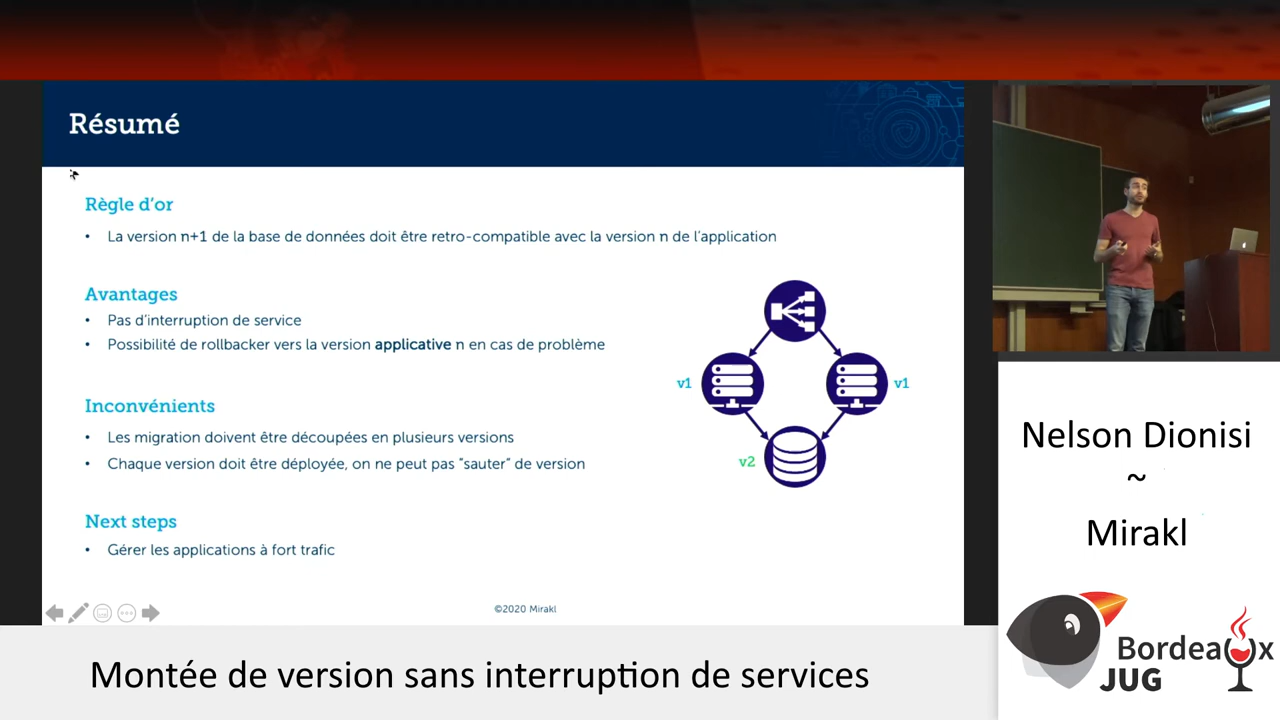 Résumé
Règle d'or
• La version n+1 de la base de données doit être retro-compatible avec la version n de l'application
Avantages
• Pas d'interruption de service
• Possibilité de rollbacker vers la version applicative n en cas de problème
Inconvénients
• Les migration doivent être découpées en plusieurs versions
• Chaque version doit être déployée, on ne peut pas "sauter" de version
Next steps
• Gérer les applications à fort trafic
v1
v1
v2
©2020 Mirakl
Nelson Dionisi
~
Mirakl
Bordeaux
JUG
Montée de version sans interruption de services